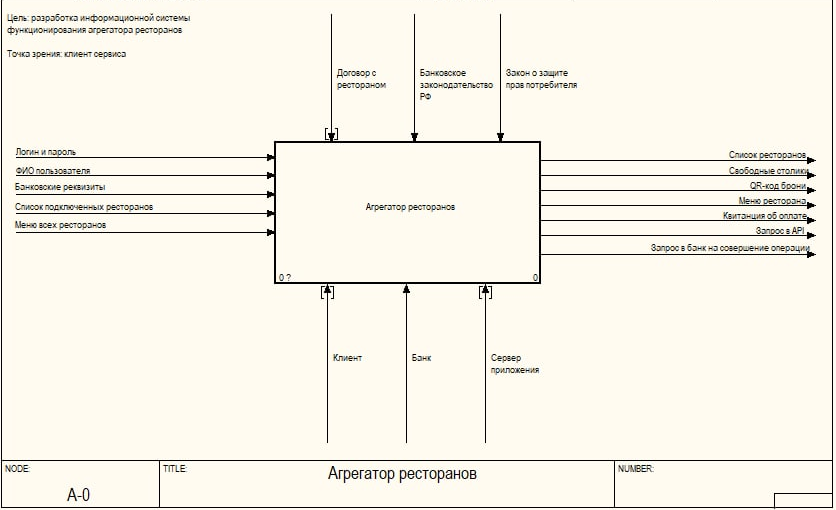 Цель: разработка информационной системы
функционирования агрегатора ресторанов
Точка зрения: клиент сервиса
Договор с
рестораном
Банковское
законодательство
РФ
Закон о защите
прав потребителя
Логин и пароль
ФИО пользователя
Банковские реквизиты
Список подключенных ресторанов
Меню всех ресторанов
Агрегатор ресторанов
0 ?
0
Список ресторанов
Свободные столики
QR-код брони
Меню ресторана
Квитанция об оплате
Запрос в API
Запрос в банк на совершение операции
Клиент
Банк
Сервер
приложения
NODE:
A-0
TITLE:
Агрегатор ресторанов
NUMBER: